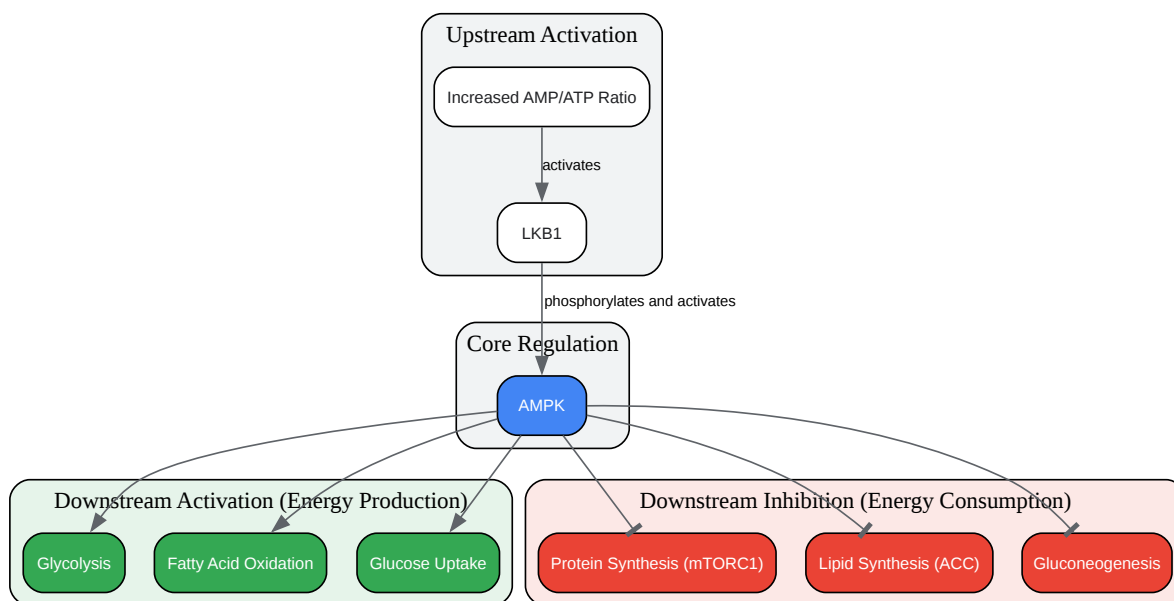 Upstream Activation
Increased AMP/ATP Ratio
activates
LKB1
phosphorylates and activates
Core Regulation
AMPK
Downstream Activation (Energy Production)
Glycolysis
Fatty Acid Oxidation
Glucose Uptake
Downstream Inhibition (Energy Consumption)
Protein Synthesis (mTORC1)
Lipid Synthesis (ACC)
Gluconeogenesis